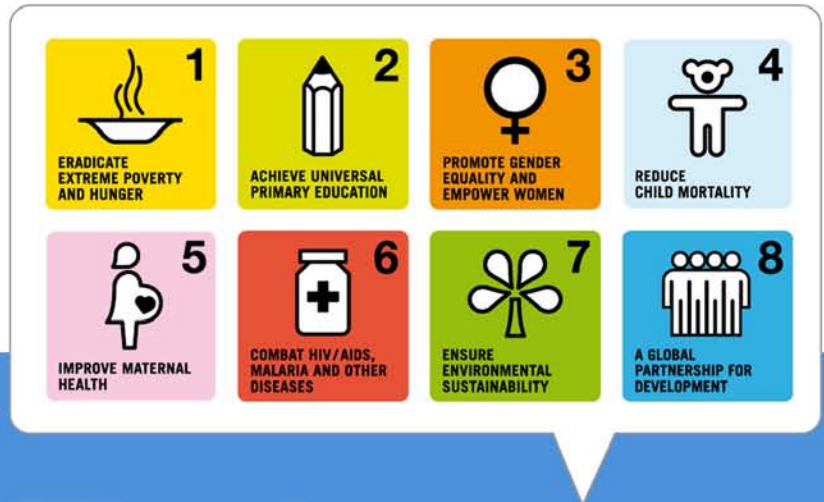 1
ERADICATE
EXTREME POVERTY
AND HUNGER
2
ACHIEVE UNIVERSAL
PRIMARY EDUCATION
3
PROMOTE GENDER
EQUALITY AND
EMPOWER WOMEN
4
REDUCE
CHILD MORTALITY
5
IMPROVE MATERNAL
HEALTH
6
COMBAT HIV/AIDS,
MALARIA AND OTHER
DISEASES
7
ENSURE
ENVIRONMENTAL
SUSTAINABILITY
8
A GLOBAL
PARTNERSHIP FOR
DEVELOPMENT